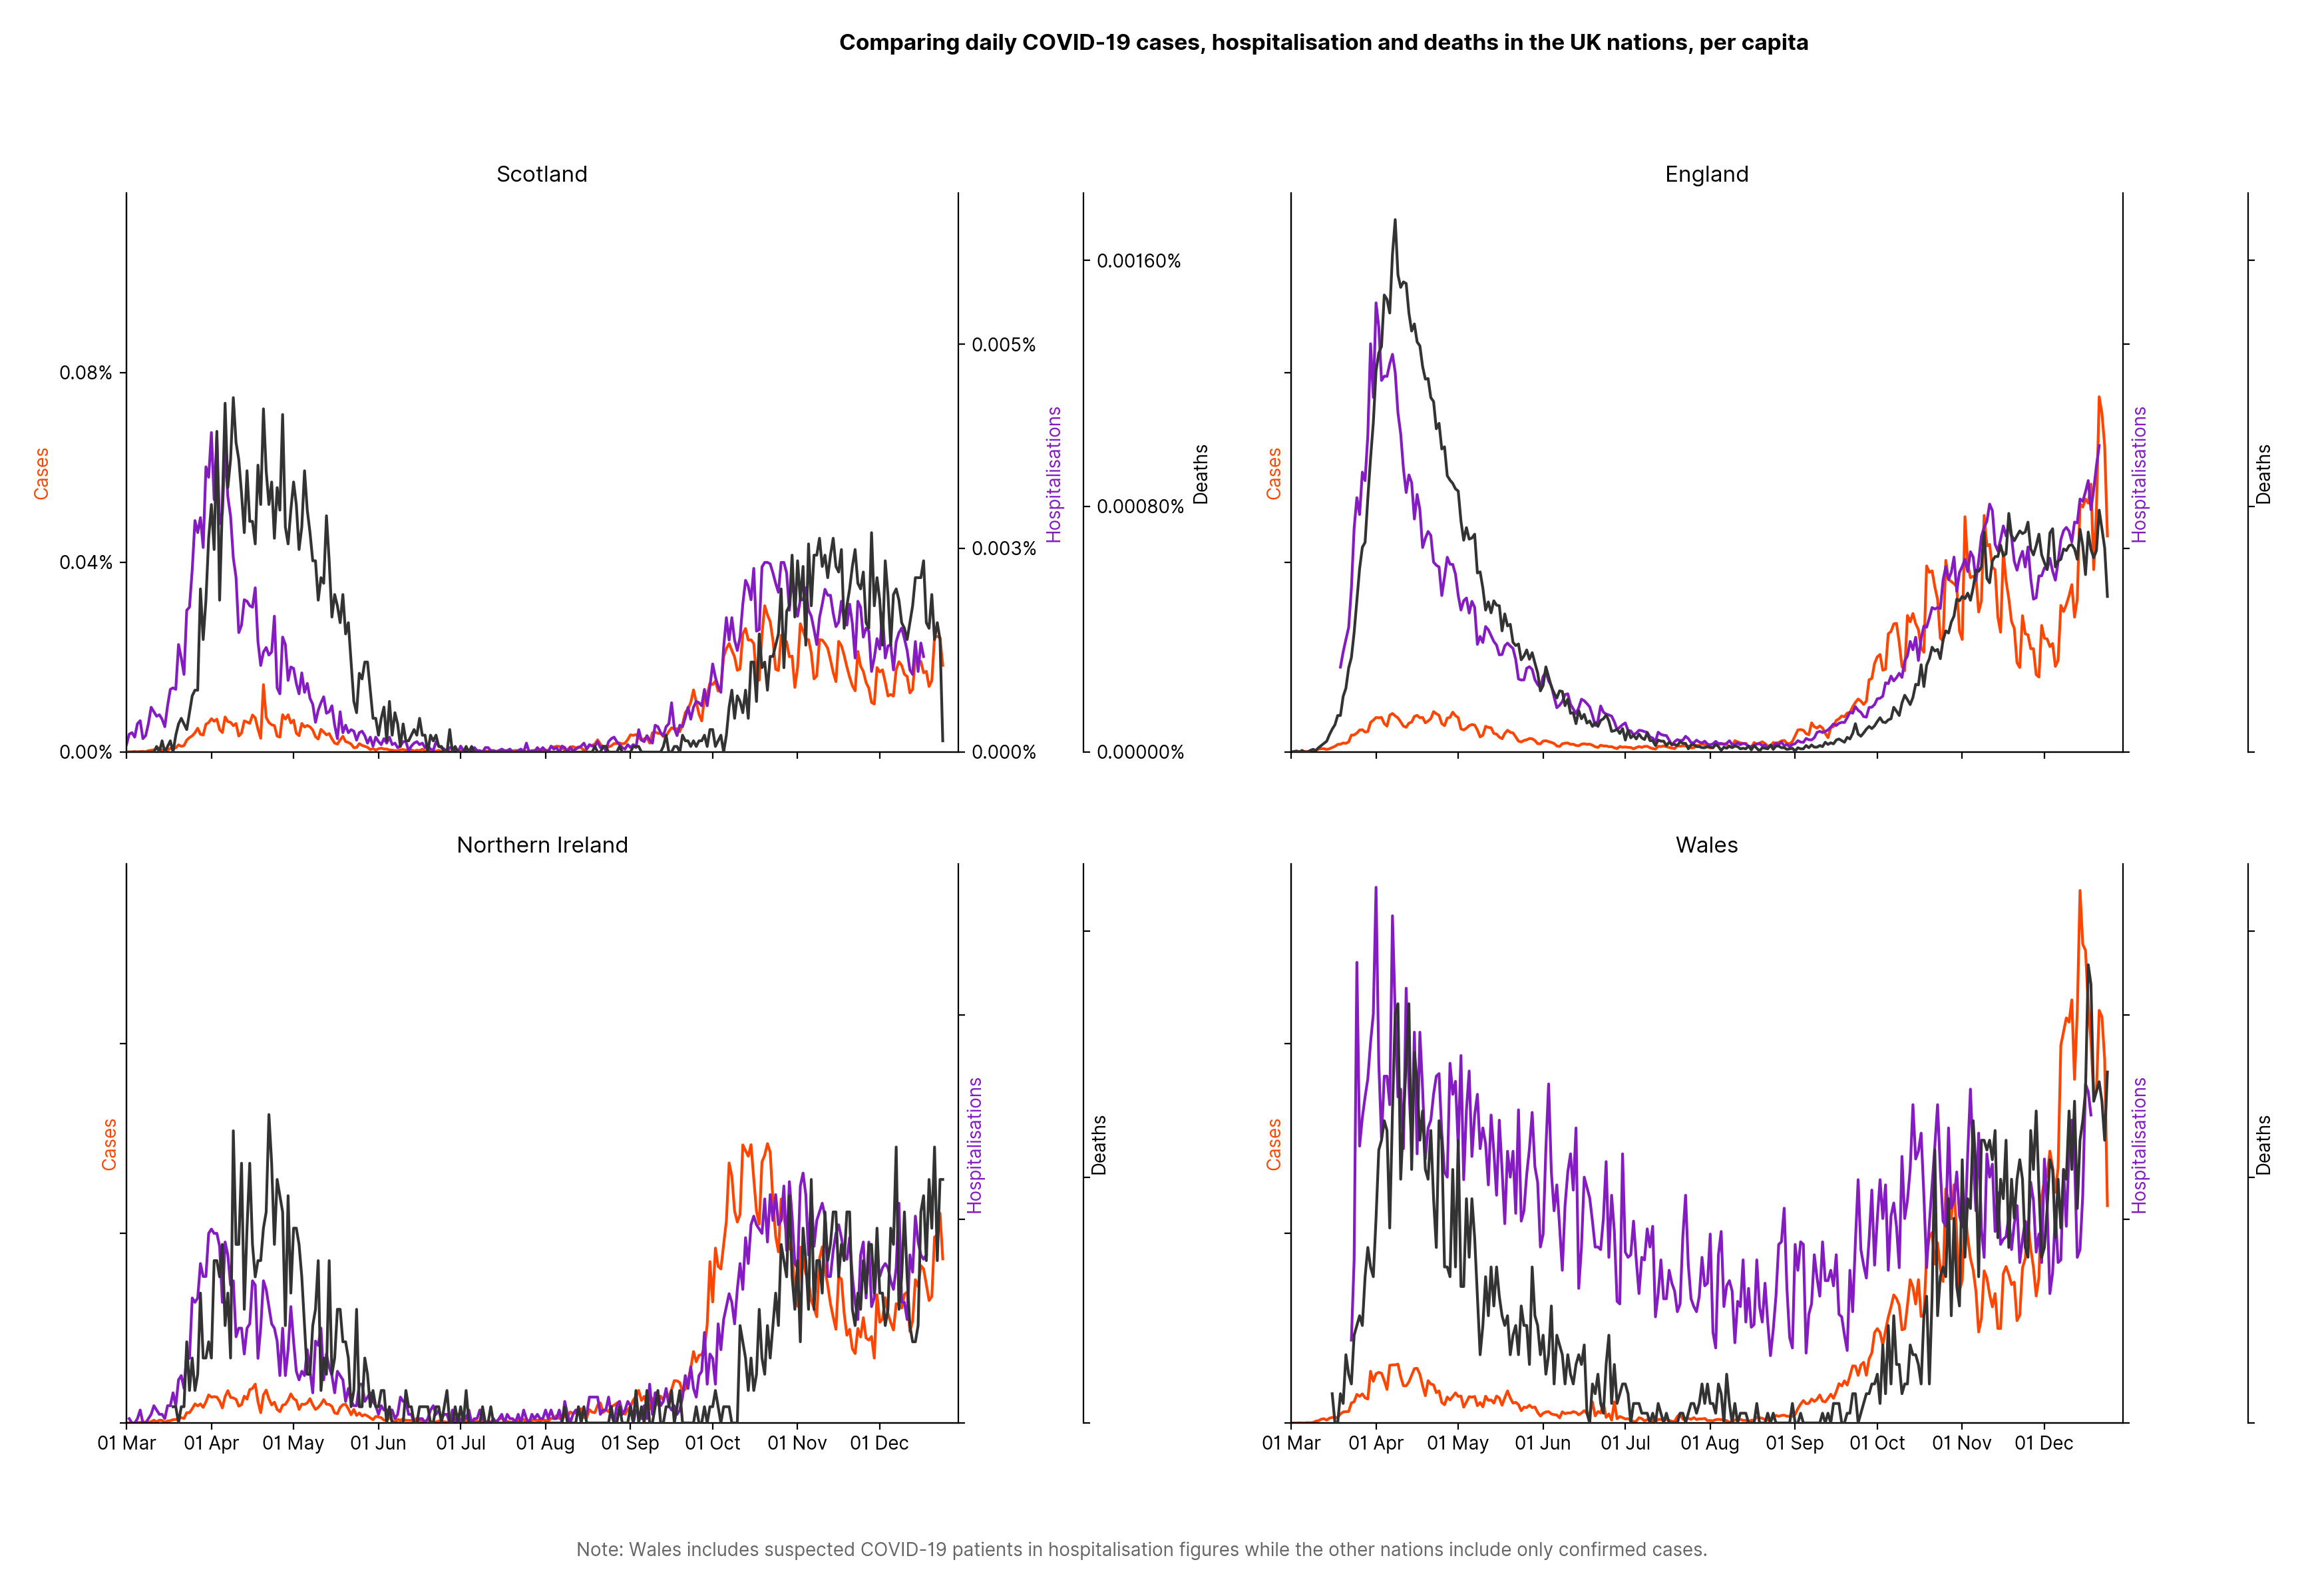 Comparing daily COVID-19 cases, hospitalisation and deaths in the UK nations, per capita
Scotland
Cases
0.08%
0.04%
0.00%
0.005%
0.003%
0.000%
Hospitalisations
0.00160%
0.00080%
0.000000%
Deaths
England
Cases
Hospitalisations
Deaths
Northern Ireland
Cases
Hospitalisations
Deaths
01 Mar 01 Apr 01 May 01 Jun 01 Jul 01 Aug 01 Sep 01 Oct 01 Nov 01 Dec
Wales
Cases
Hospitalisations
Deaths
01 Mar 01 Apr 01 May 01 Jun 01 Jul 01 Aug 01 Sep 01 Oct 01 Nov 01 Dec
Note: Wales includes suspected COVID-19 patients in hospitalisation figures while the other nations include only confirmed cases.